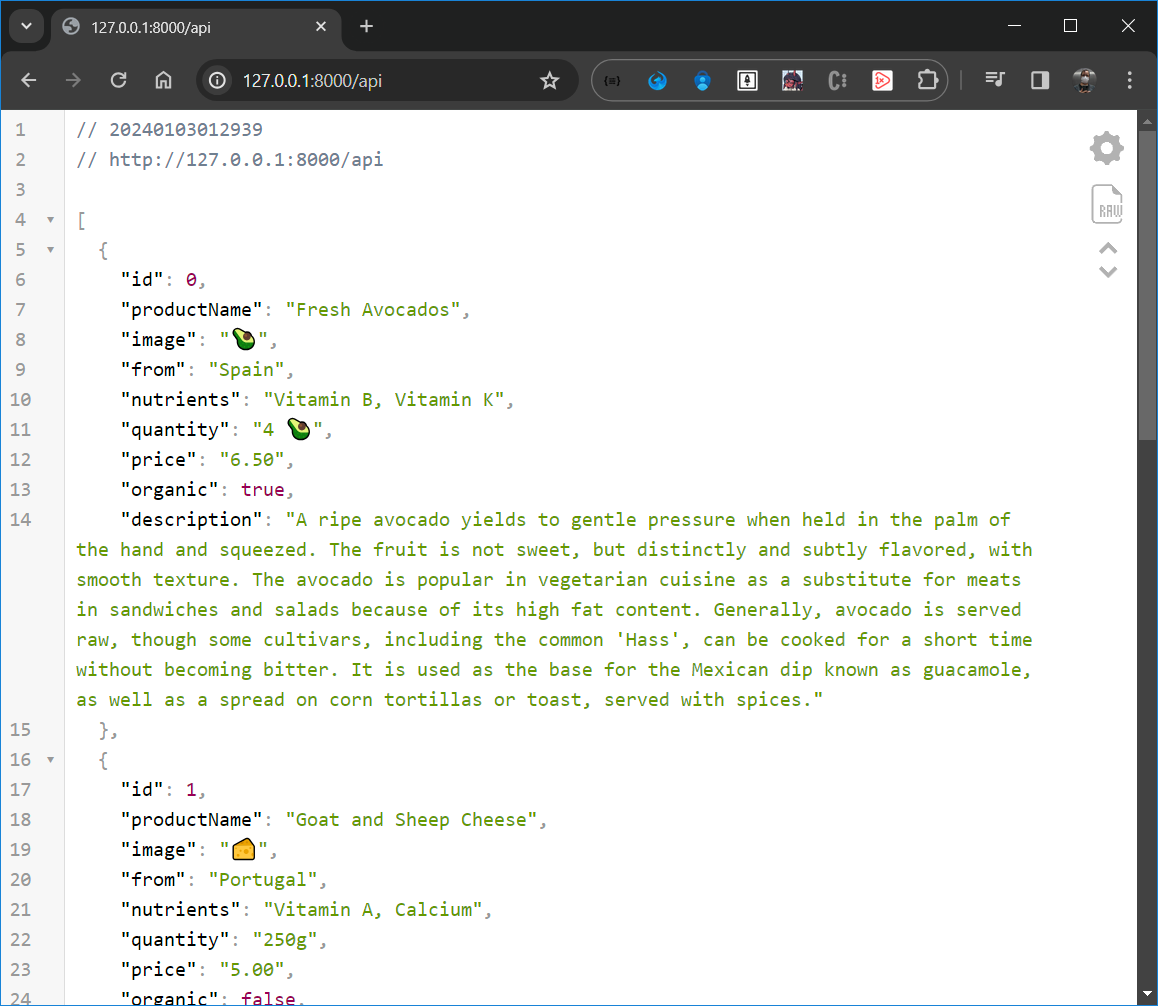 127.0.0.1:8000/api
127.0.0.1:8000/api
1 // 20240103012939
2 // http://127.0.0.1:8000/api
3
4 [
5 {
6 "id": 0,
7 "productName": "Fresh Avocados",
8 "image": "🥑",
9 "from": "Spain",
10 "nutrients": "Vitamin B, Vitamin K",
11 "quantity": "4 🥑",
12 "price": "6.50",
13 "organic": true,
14 "description": "A ripe avocado yields to gentle pressure when held in the palm of
the hand and squeezed. The fruit is not sweet, but distinctly and subtly flavored, with
smooth texture. The avocado is popular in vegetarian cuisine as a substitute for meats
in sandwiches and salads because of its high fat content. Generally, avocado is served
raw, though some cultivars, including the common 'Hass', can be cooked for a short time
without becoming bitter. It is used as the base for the Mexican dip known as guacamole,
as well as a spread on corn tortillas or toast, served with spices."
15 },
16 {
17 "id": 1,
18 "productName": "Goat and Sheep Cheese",
19 "image": "🧀",
20 "from": "Portugal",
21 "nutrients": "Vitamin A, Calcium",
22 "quantity": "250g",
23 "price": "5.00",
24 "organic": false,
RAW